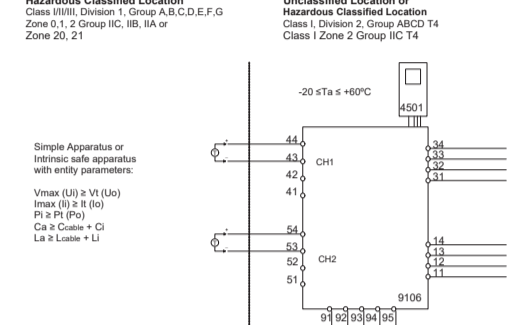 Hazardous Classified Location
Class I/II/III, Division 1, Group A,B,C,D,E,F,G
Zone 0,1, 2 Group IIC, IIB, IIA or
Zone 20, 21
Unclassified Location or
Hazardous Classified Location
Class I, Division 2, Group ABCD T4
Class I Zone 2 Group IIC T4
-20 ≤Ta ≤ +60ºC
4501
Simple Apparatus or
Intrinsic safe apparatus
with entity parameters:
Vmax (Ui) ≥ Vt (Uo)
Imax (Ii) ≥ It (Io)
Pi ≥ Pt (Po)
Ca ≥ Ccable + Ci
La ≥ Lcable + Li
44
43
42
41
CH1
34
33
32
31
54
53
52
51
CH2
14
13
12
11
9106
91 92 93 94 95